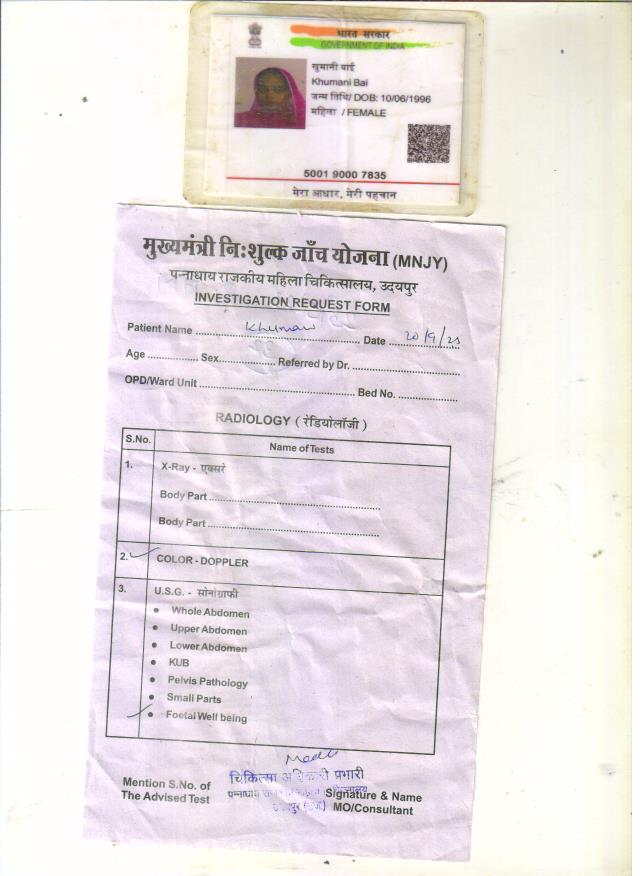 भारत सरकार
GOVERNMENT OF INDIA
खुमानी बाई
Khumani Bai
जन्म तिथि/ DOB: 10/06/1996
महिला / FEMALE
5001 9000 7835
मेरा आधार, मेरी पहचान
मुख्यमंत्री निःशुल्क जाँच योजना (MNJY)
पन्नाधाय राजकीय महिला चिकित्सालय, उदयपुर
INVESTIGATION REQUEST FORM
Patient Name Khumani Date 20/9/23
Age Sex Referred by Dr.
OPD/Ward Unit Bed No.
RADIOLOGY ( रेडियोलॉजी )
S.No. Name of Tests
1. X-Ray - एक्सरे
Body Part
Body Part
2. COLOR - DOPPLER
3. U.S.G. - सोनोग्राफी
Whole Abdomen
Upper Abdomen
Lower Abdomen
KUB
Pelvis Pathology
Small Parts
Foetal Well being
चिकित्सा अधिकारी प्रभारी
Mention S.No. of पन्नाधाय Signature & Name
The Advised Test MO/Consultant